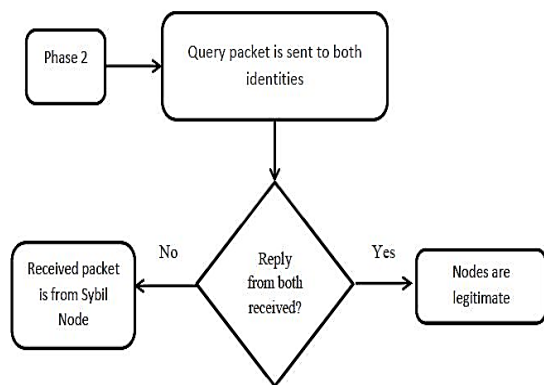 Phase 2
Query packet is sent to both
identities
No
Yes
Reply
from both
received?
Received packet
is from Sybil
Node
Nodes are
legitimate